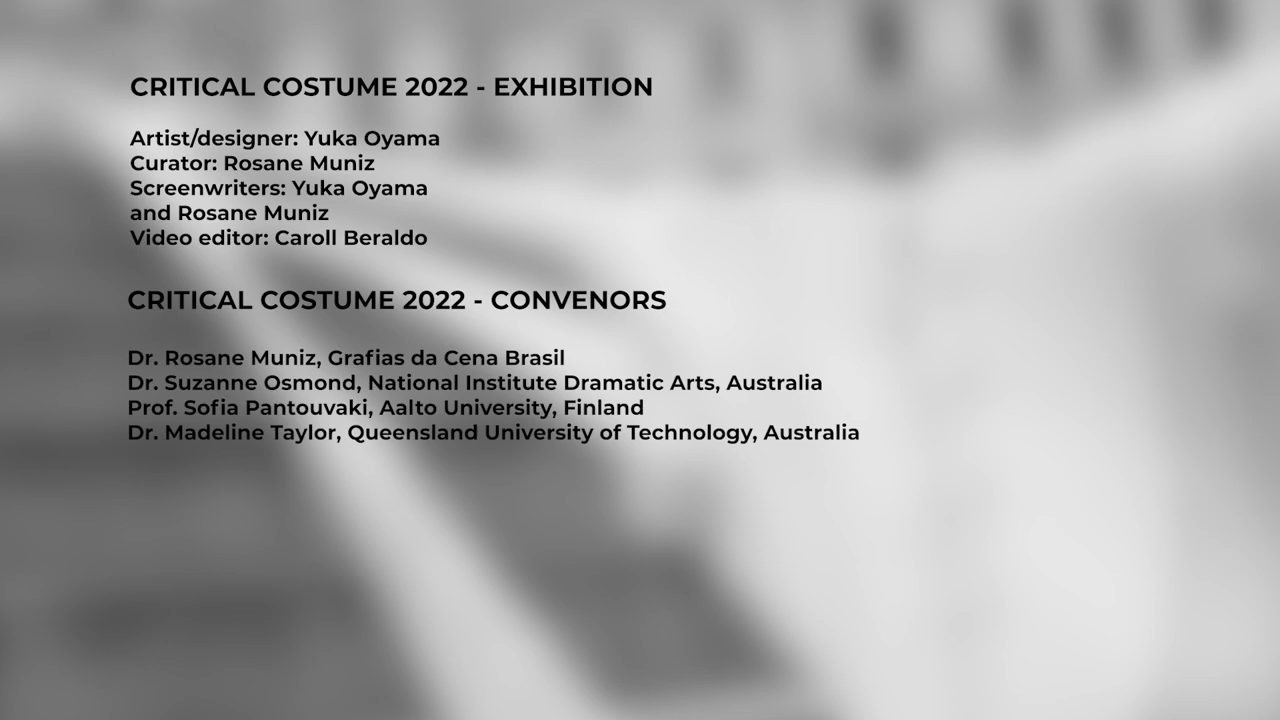 CRITICAL COSTUME 2022 - EXHIBITION
Artist/designer: Yuka Oyama
Curator: Rosane Muniz
Screenwriters: Yuka Oyama
and Rosane Muniz
Video editor: Caroll Beraldo
CRITICAL COSTUME 2022 - CONVENORS
Dr. Rosane Muniz, Grafias da Cena Brasil
Dr. Suzanne Osmond, National Institute Dramatic Arts, Australia
Prof. Sofia Pantouvaki, Aalto University, Finland
Dr. Madeline Taylor, Queensland University of Technology, Australia